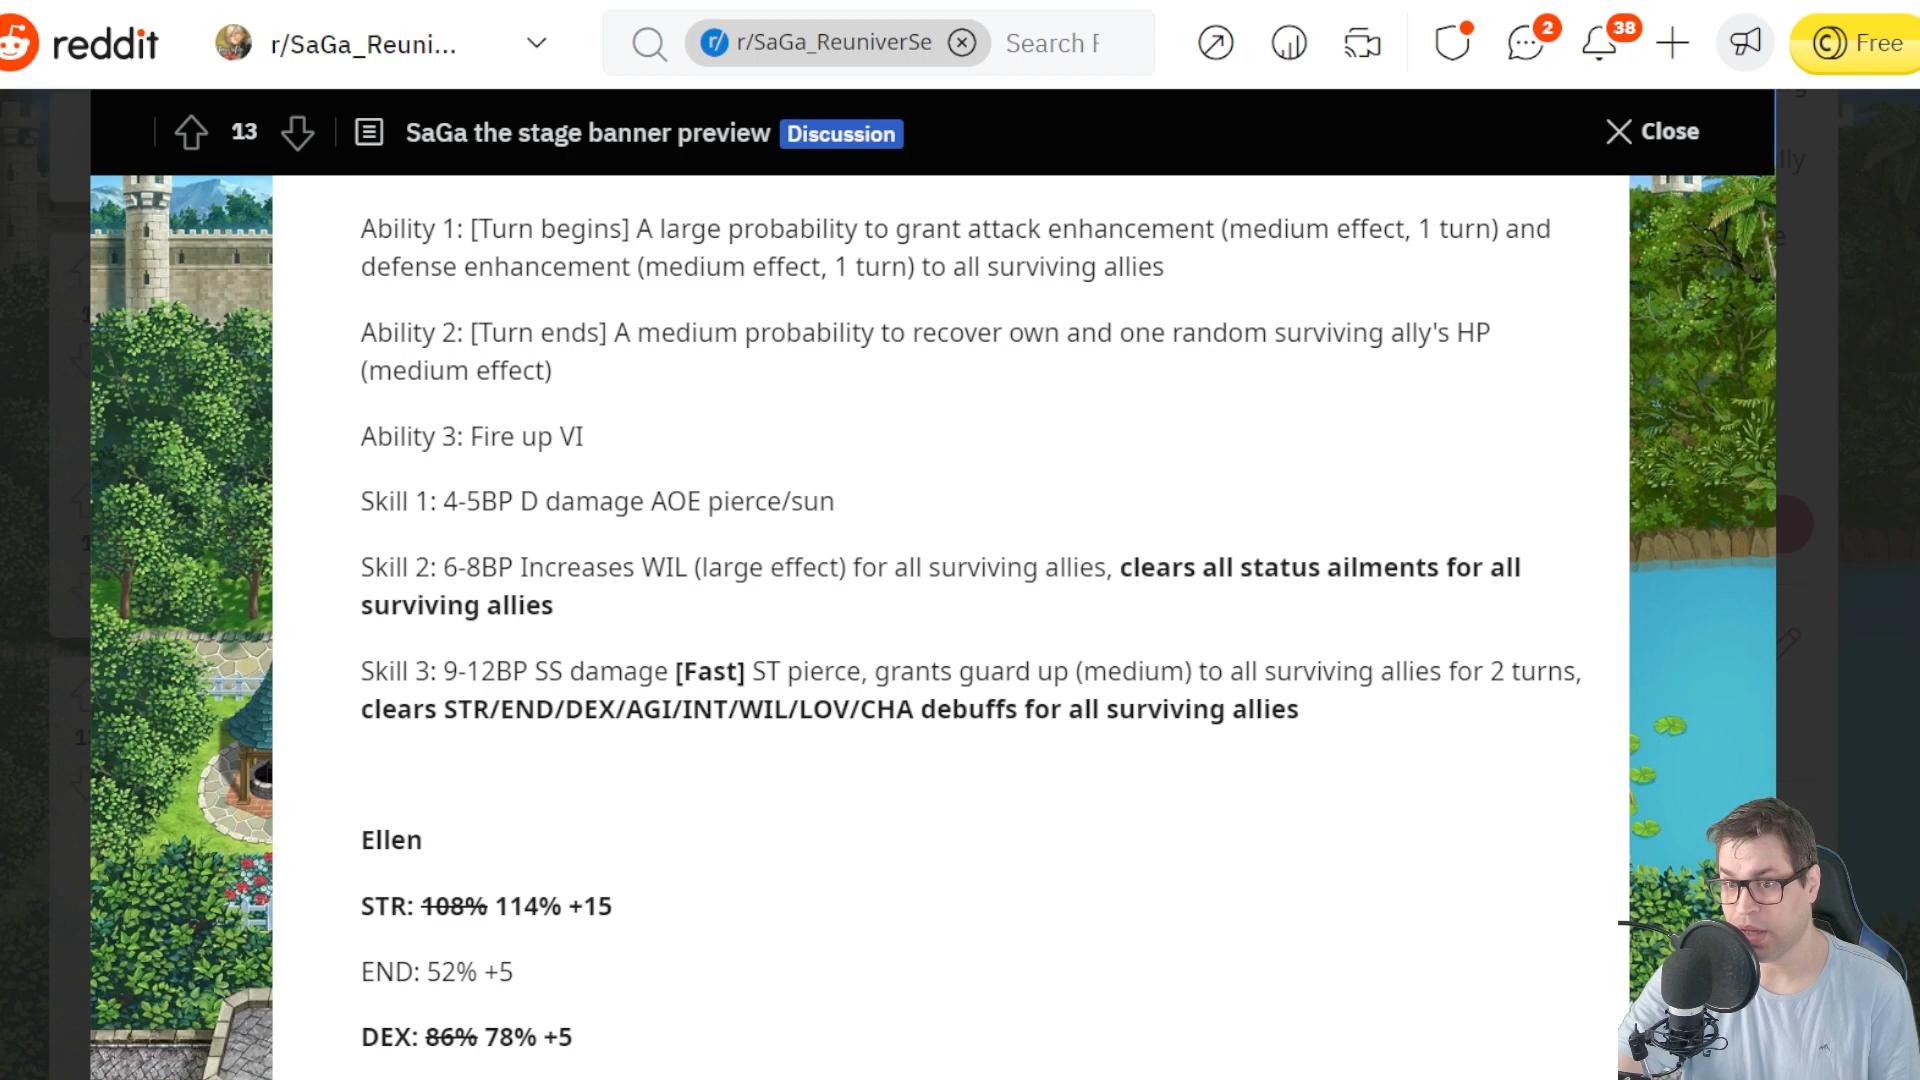 reddit
r/SaGa_Reuni...
r/SaGa_ReuniverSe
Search
2
38
Free
13
SaGa the stage banner preview
Discussion
Close
Ability 1: [Turn begins] A large probability to grant attack enhancement (medium effect, 1 turn) and
defense enhancement (medium effect, 1 turn) to all surviving allies
Ability 2: [Turn ends] A medium probability to recover own and one random surviving ally's HP
(medium effect)
Ability 3: Fire up VI
Skill 1: 4-5BP D damage AOE pierce/sun
Skill 2: 6-8BP Increases WIL (large effect) for all surviving allies, clears all status ailments for all
surviving allies
Skill 3: 9-12BP SS damage [Fast] ST pierce, grants guard up (medium) to all surviving allies for 2 turns,
clears STR/END/DEX/AGI/INT/WIL/LOV/CHA debuffs for all surviving allies
Ellen
STR: 108% 114% +15
END: 52% +5
DEX: 86% 78% +5